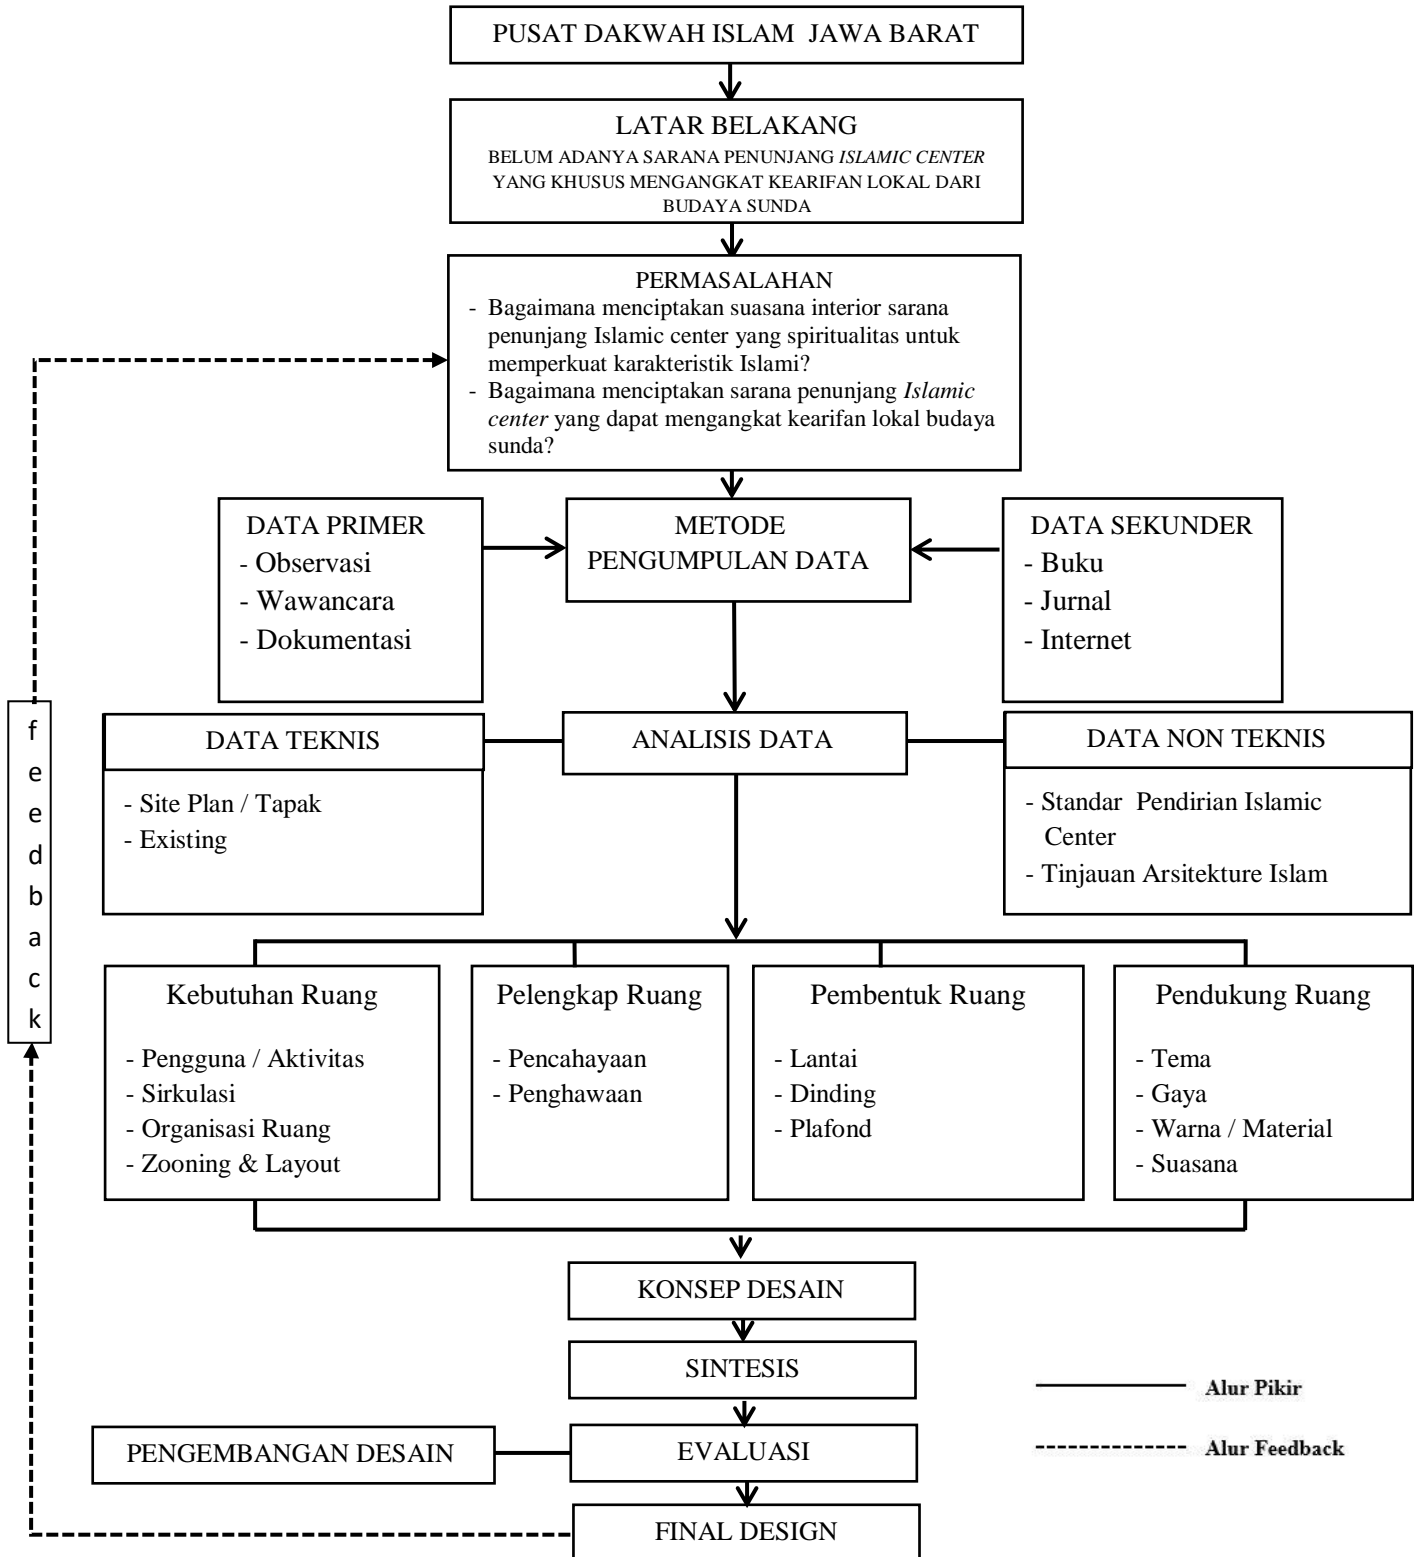 PUSAT DAKWAH ISLAM JAWA BARAT
LATAR BELAKANG
BELUM ADANYA SARANA PENUNJANG ISLAMIC CENTER
YANG KHUSUS MENGANGKAT KEARIFAN LOKAL DARI
BUDAYA SUNDA
PERMASALAHAN
- Bagaimana menciptakan suasana interior sarana
penunjang Islamic center yang spiritualitas untuk
memperkuat karakteristik Islami?
- Bagaimana menciptakan sarana penunjang Islamic
center yang dapat mengangkat kearifan lokal budaya
sunda?
DATA PRIMER
- Observasi
- Wawancara
- Dokumentasi
METODE
PENGUMPULAN DATA
DATA SEKUNDER
- Buku
- Jurnal
- Internet
feedback
DATA TEKNIS
- Site Plan / Tapak
- Existing
ANALISIS DATA
DATA NON TEKNIS
- Standar Pendirian Islamic
Center
- Tinjauan Arsitekture Islam
Kebutuhan Ruang
- Pengguna / Aktivitas
- Sirkulasi
- Organisasi Ruang
- Zooning & Layout
Pelengkap Ruang
- Pencahayaan
- Penghawaan
Pembentuk Ruang
- Lantai
- Dinding
- Plafond
Pendukung Ruang
- Tema
- Gaya
- Warna / Material
- Suasana
KONSEP DESAIN
SINTESIS
PENGEMBANGAN DESAIN
EVALUASI
FINAL DESIGN
Alur Pikir
Alur Feedback